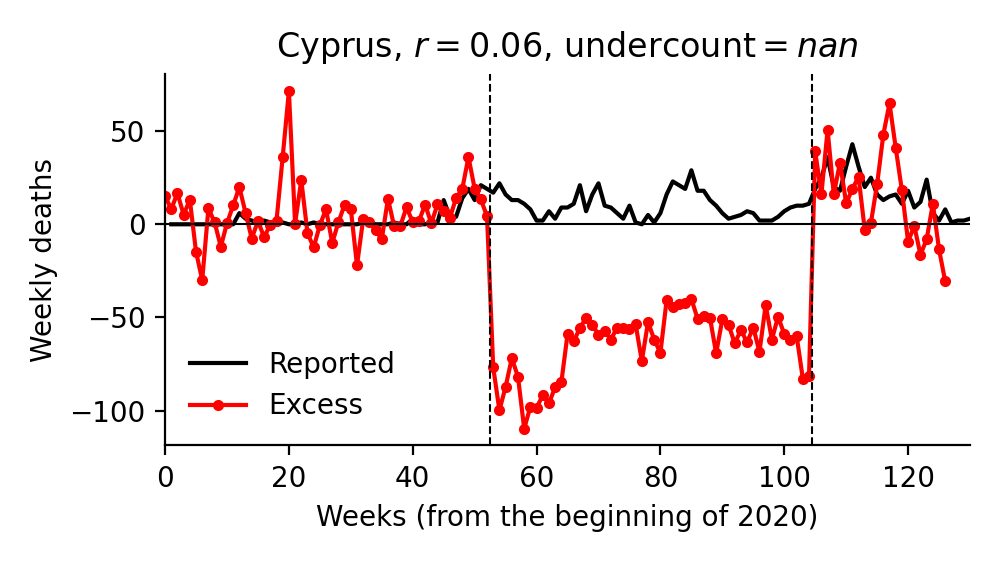 Cyprus, r = 0.06, undercount = nan
Weekly deaths
50
0
−50
−100
Reported
Excess
0 20 40 60 80 100 120
Weeks (from the beginning of 2020)